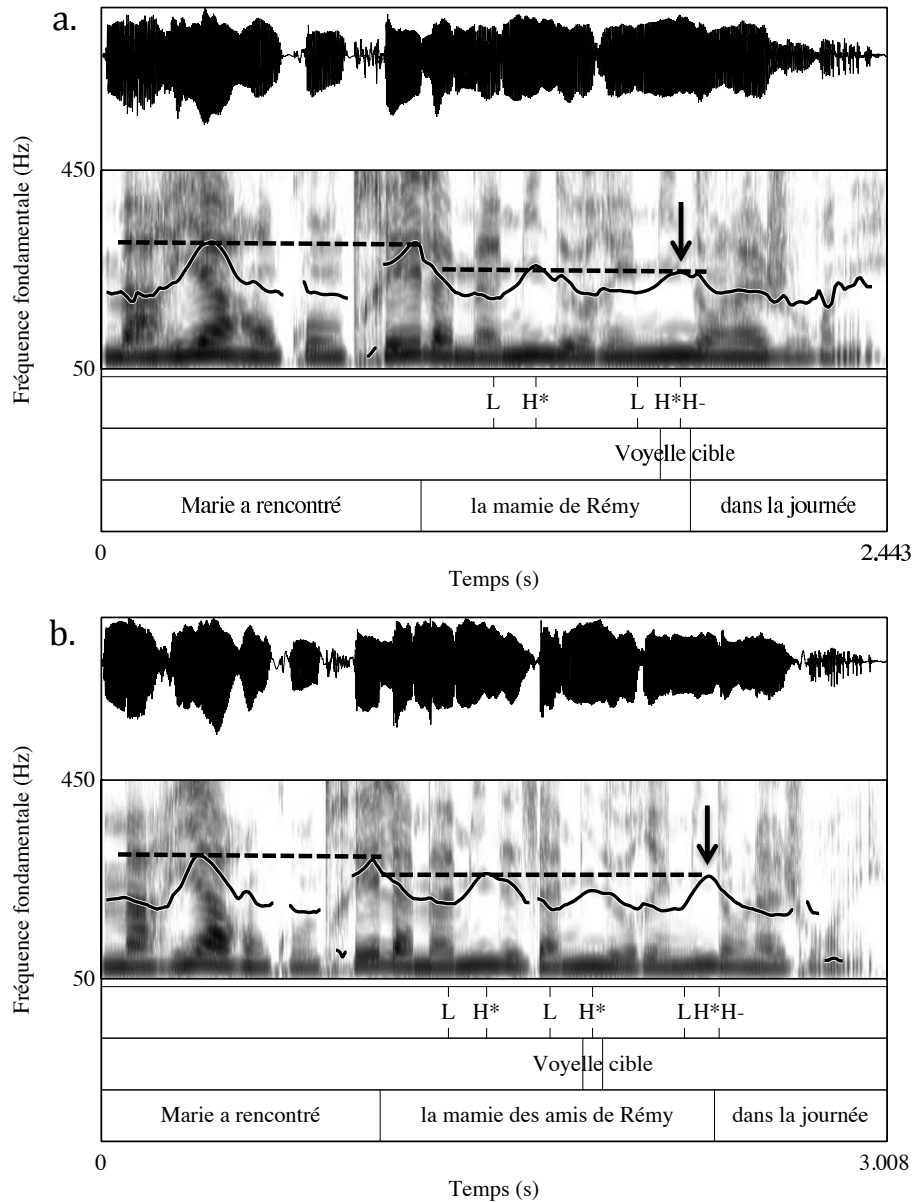 a.
Fréquence fondamentale (Hz)
450
50
L H* L H*H-
Voyelle cible
Marie a rencontré la mamie de Rémy dans la journée
0 2.443
Temps (s)
b.
Fréquence fondamentale (Hz)
450
50
L H* L H* L H*H-
Voyelle cible
Marie a rencontré la mamie des amis de Rémy dans la journée
0 3.008
Temps (s)